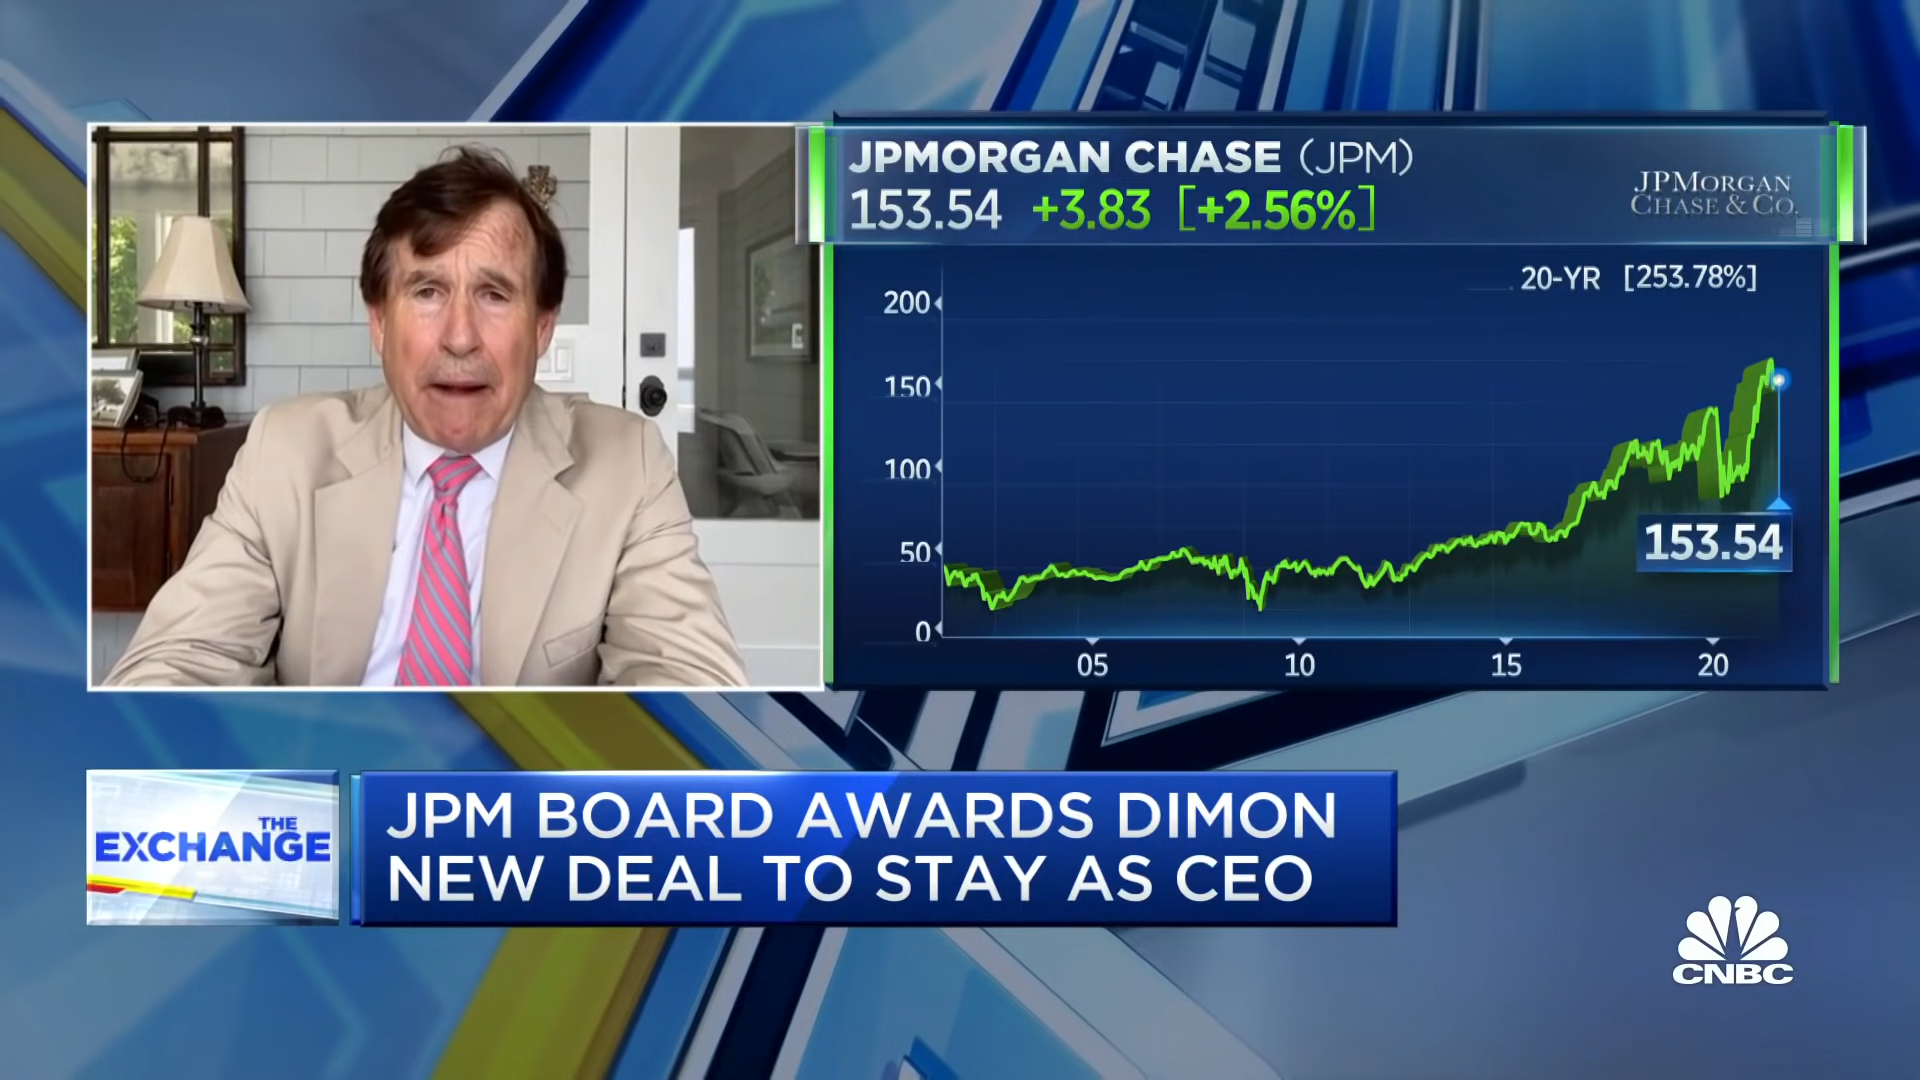 JPMORGAN CHASE (JPM)
153.54 +3.83 [+2.56%]
JPMORGAN
CHASE & CO.
20-YR [253.78%]
200
150
100
50
0
153.54
05 10 15 20
THE
EXCHANGE
JPM BOARD AWARDS DIMON
NEW DEAL TO STAY AS CEO
CNBC